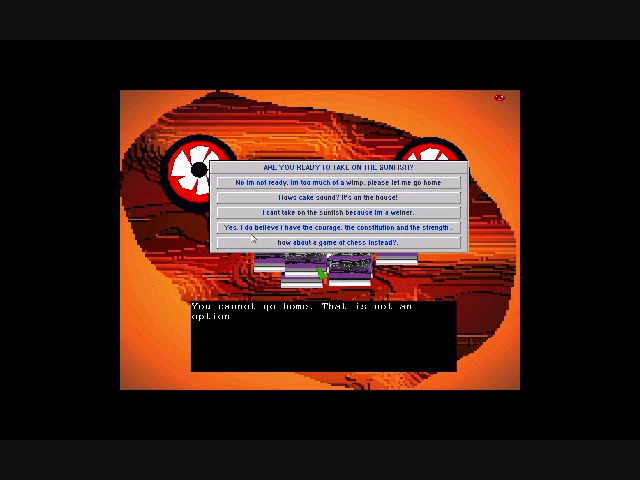 ARE YOU READY TO TAKE ON THE SUNFISH?
No im not ready. Im too much of a wimp. please let me go home
Hows cake sound? It's on the house!
I cant take on the sunfish because im a weiner.
Yes. I do believe I have the courage. the constitution and the strength .
how about a game of chess instead?.
You cannot go home. That is not an
option